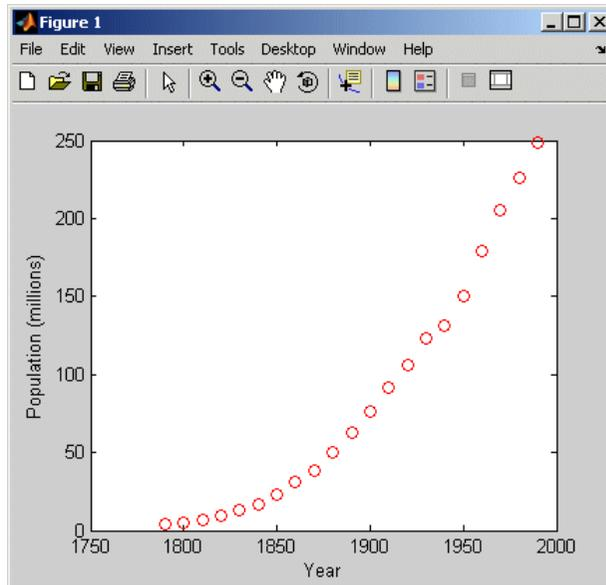 Figure 1
File Edit View Insert Tools Desktop Window Help
250
200
150
100
50
0
Population (millions)
1750 1800 1850 1900 1950 2000
Year